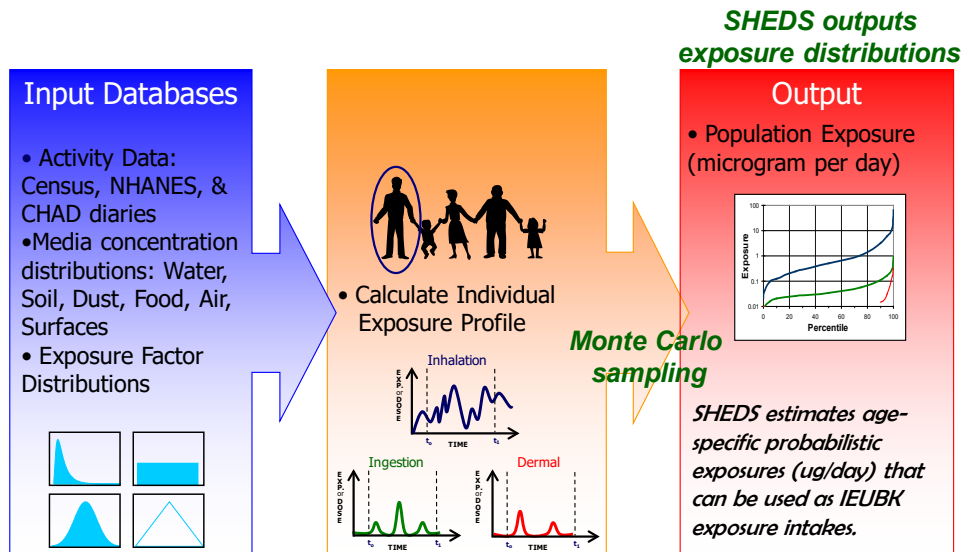 SHEDS outputs
exposure distributions
Input Databases
• Activity Data:
Census, NHANES, &
CHAD diaries
•Media concentration
distributions: Water,
Soil, Dust, Food, Air,
Surfaces
• Exposure Factor
Distributions
• Calculate Individual
Exposure Profile
Inhalation
EXP. or DOSE
t₀
t₁
TIME
Ingestion
EXP. or DOSE
t₀
t₁
TIME
Dermal
EXP. or DOSE
t₀
t₁
TIME
Monte Carlo
sampling
Output
• Population Exposure
(microgram per day)
Exposure
100
10
1
0.1
0.01
0 20 40 60 80 100
Percentile
SHEDS estimates age-
specific probabilistic
exposures (ug/day) that
can be used as IEUBK
exposure intakes.